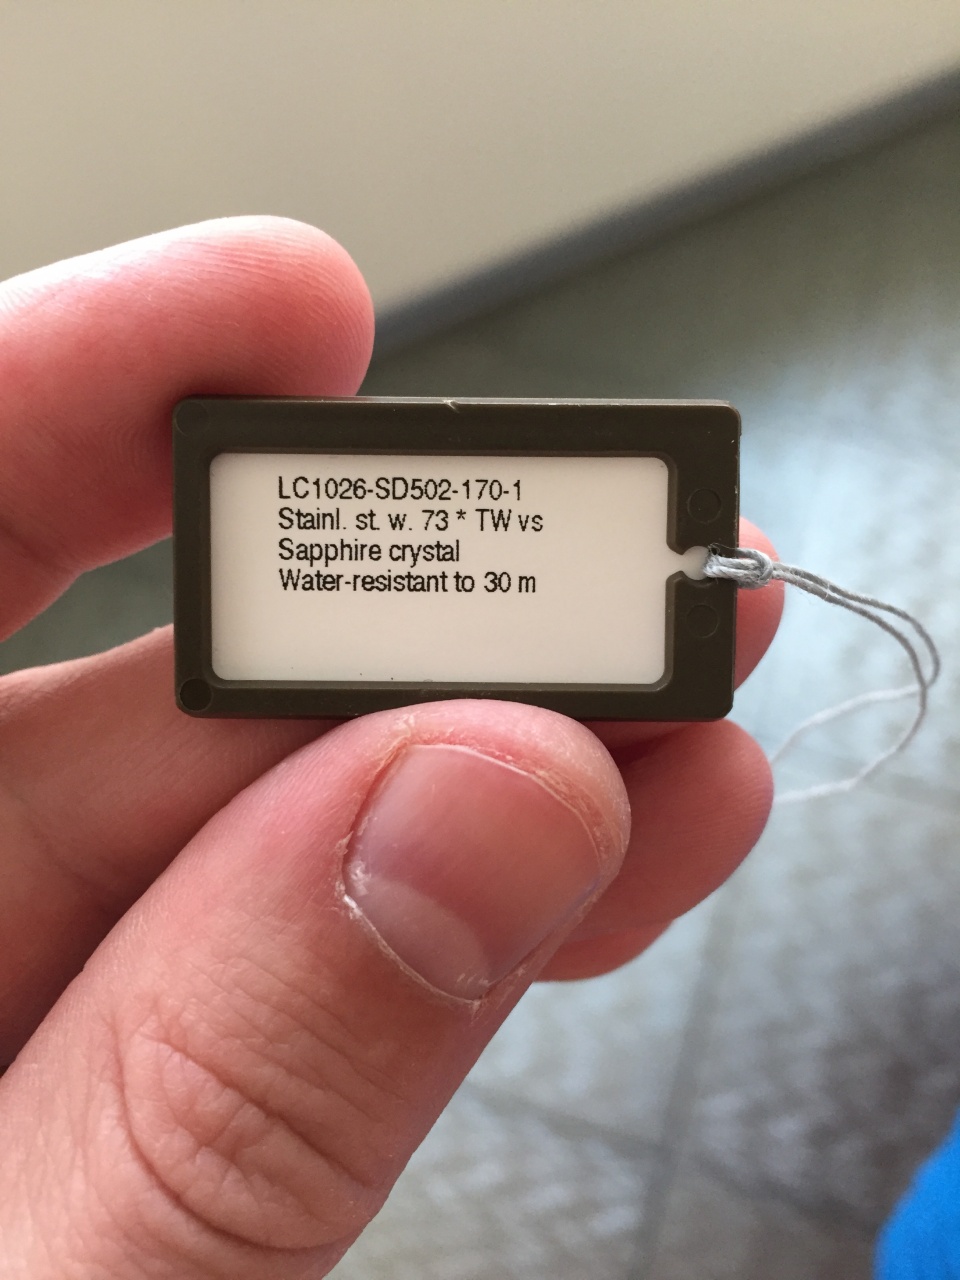 LC1026-SD502-170-1
Stainl. st. w. 73 * TW vs
Sapphire crystal
Water-resistant to 30 m